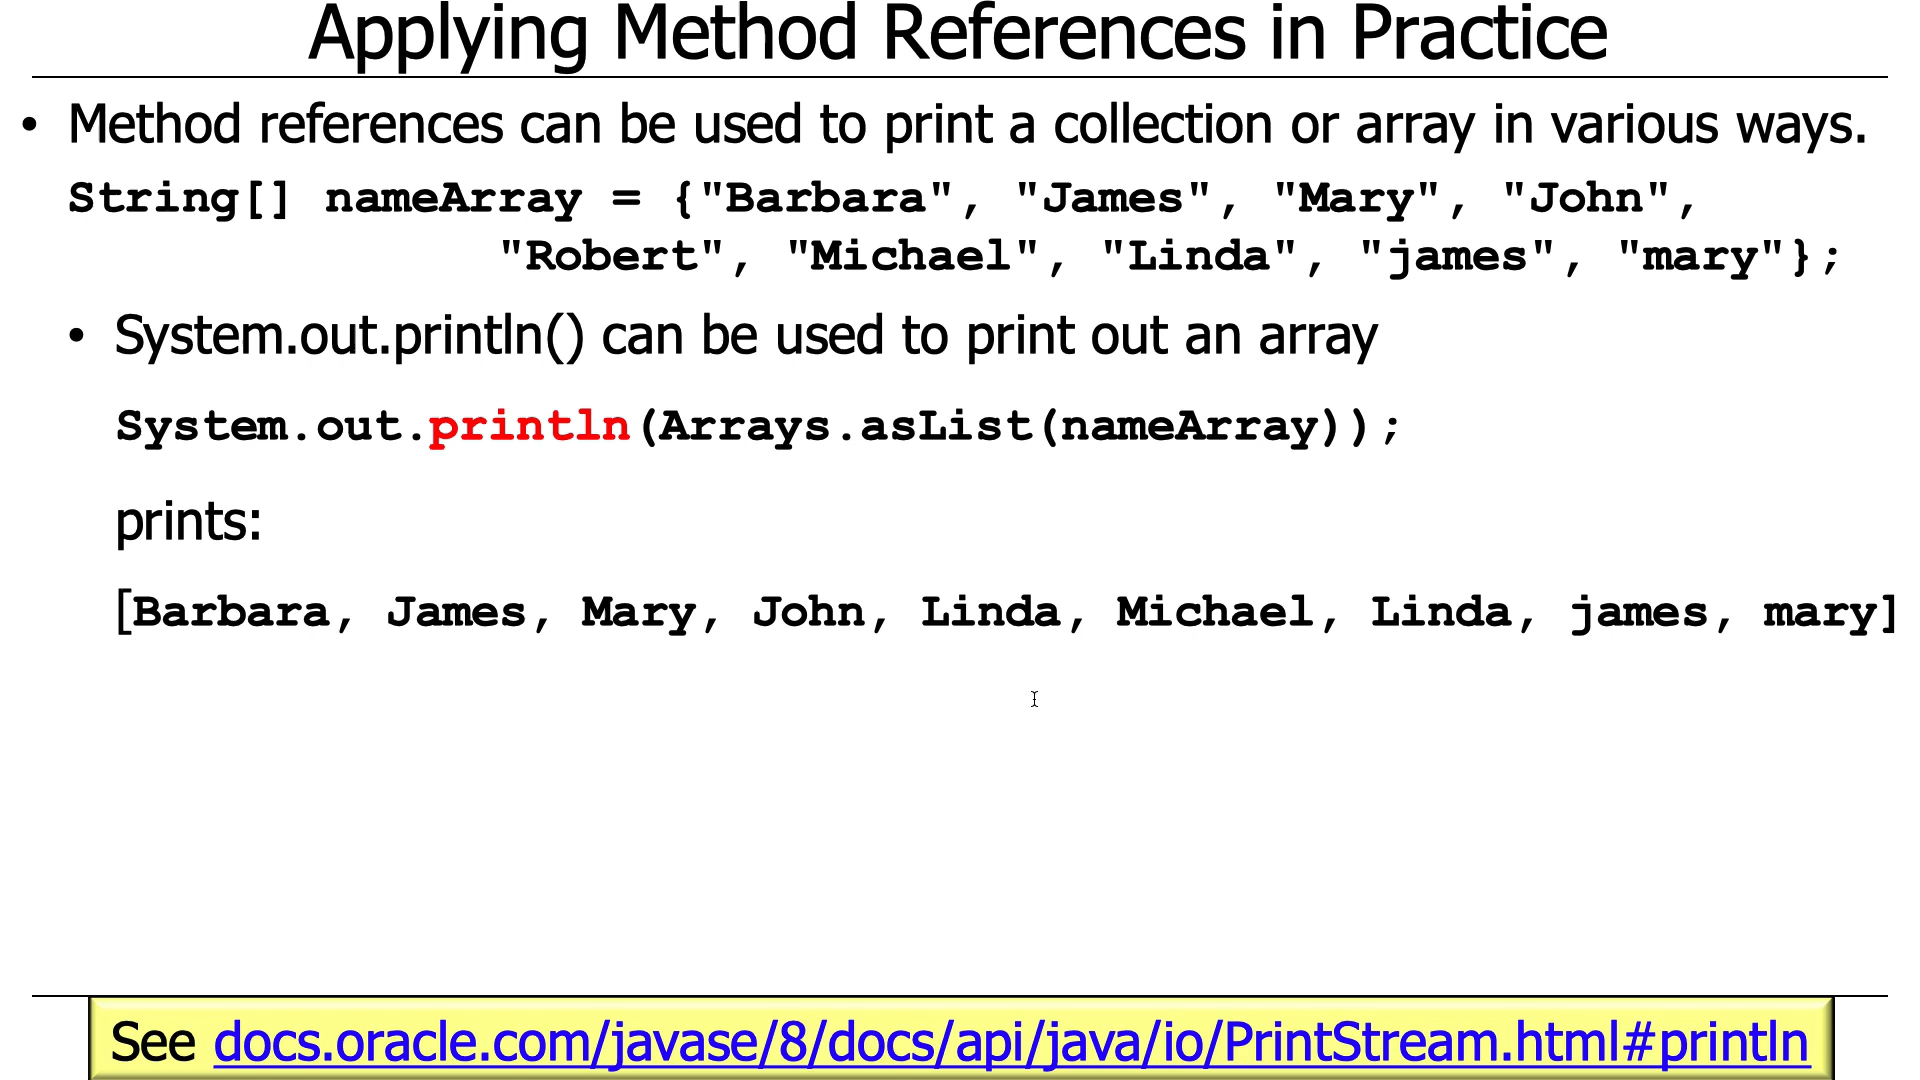 Applying Method References in Practice
• Method references can be used to print a collection or array in various ways.
String[] nameArray = {"Barbara", "James", "Mary", "John",
"Robert", "Michael", "Linda", "james", "mary"};
• System.out.println() can be used to print out an array
System.out.println(Arrays.asList(nameArray));
prints:
[Barbara, James, Mary, John, Linda, Michael, Linda, james, mary]
See docs.oracle.com/javase/8/docs/api/java/io/PrintStream.html#println